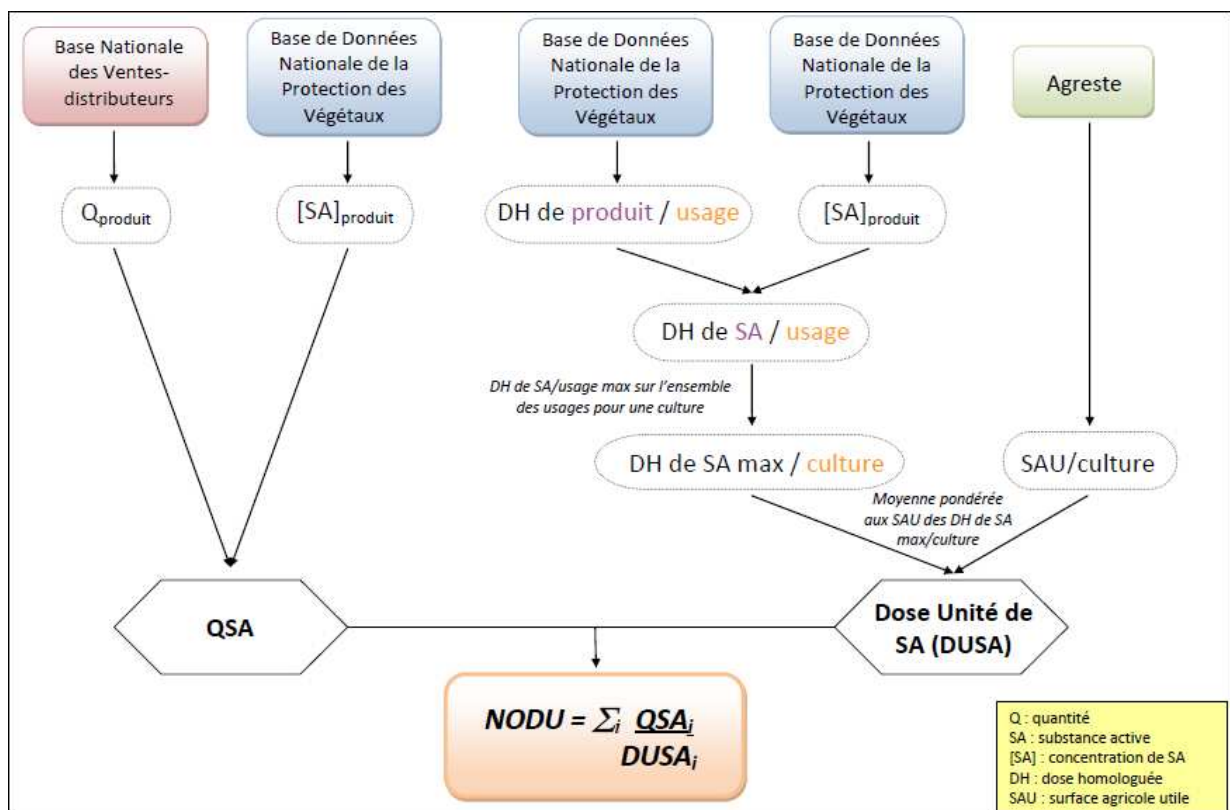 Base Nationale
des Ventes-
distributeurs
Base de Données
Nationale de la
Protection des
Végétaux
Base de Données
Nationale de la
Protection des
Végétaux
Base de Données
Nationale de la
Protection des
Végétaux
Agreste
Qproduit
[SA]produit
DH de produit / usage
[SA]produit
DH de SA / usage
DH de SA/usage max sur l'ensemble
des usages pour une culture
DH de SA max / culture
SAU/culture
Moyenne pondérée
aux SAU des DH de SA
max/culture
QSA
Dose Unité de
SA (DUSA)
NODU = Σi QSAi
DUSAi
Q : quantité
SA : substance active
[SA] : concentration de SA
DH : dose homologuée
SAU : surface agricole utile